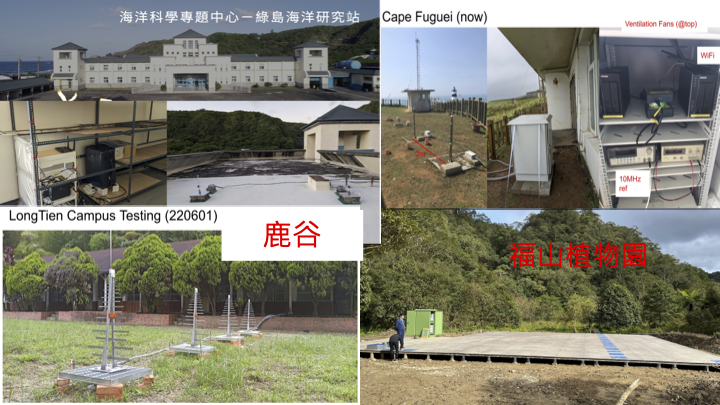 海洋科學專題中心－綠島海洋研究站
Cape Fuguei (now)
Ventilation Fans (@top)
WiFi
10MHz
ref
LongTien Campus Testing (220601)
鹿谷
福山植物園